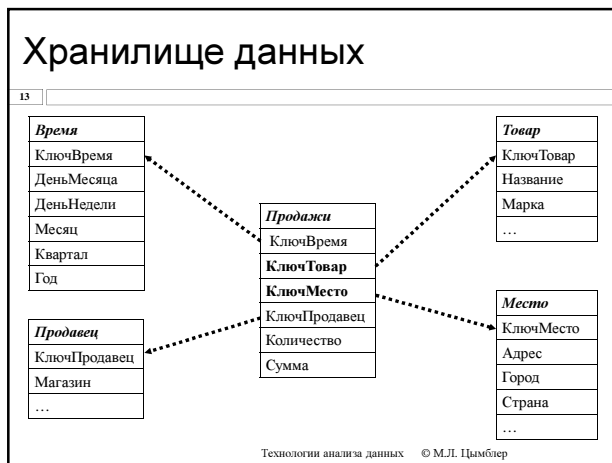 Хранилище данных
13
Время
КлючВремя
ДеньМесяца
ДеньНедели
Месяц
Квартал
Год
Продавец
КлючПродавец
Магазин
…
Продажи
КлючВремя
КлючТовар
КлючМесто
КлючПродавец
Количество
Сумма
Товар
КлючТовар
Название
Марка
…
Место
КлючМесто
Адрес
Город
Страна
…
Технологии анализа данных © М.Л. Цымблер